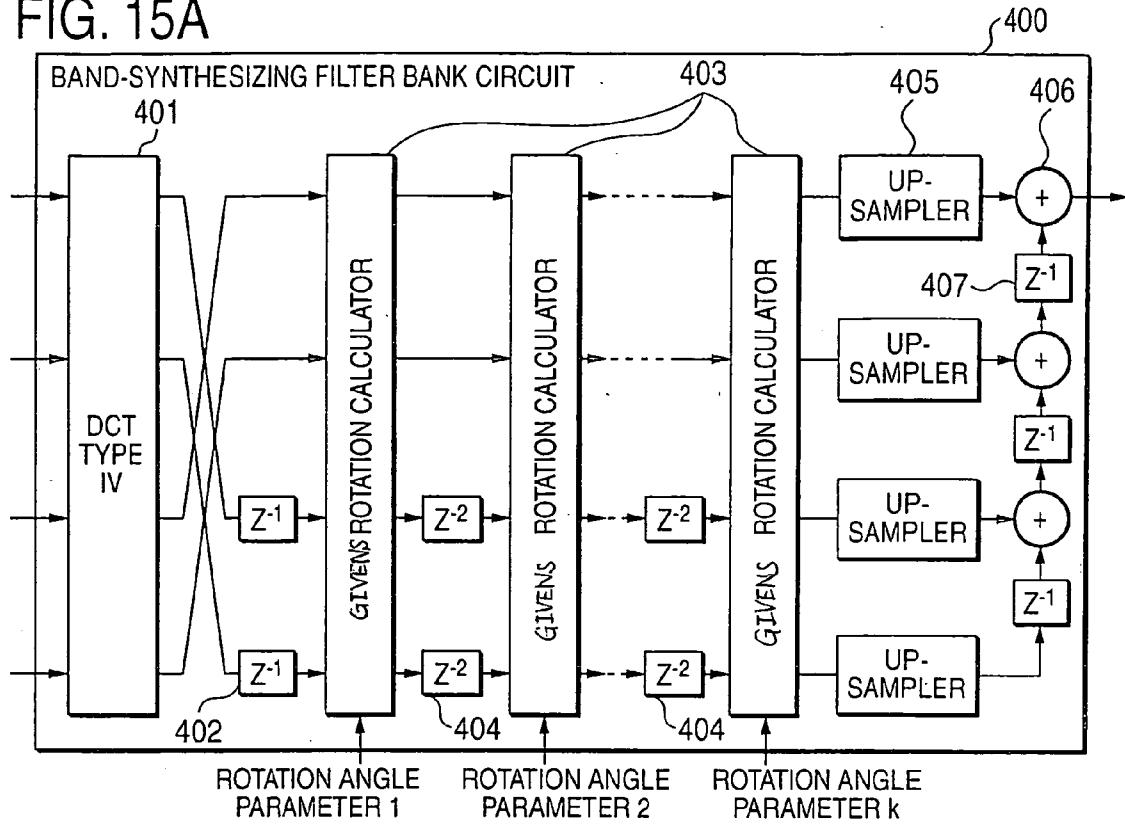 FIG. 15A
400
BAND-SYNTHESIZING FILTER BANK CIRCUIT
403
405
406
401
UP-
SAMPLER
+
Z-1
407
UP-
SAMPLER
+
DCT
TYPE
IV
GIVENS ROTATION CALCULATOR
GIVENS ROTATION CALCULATOR
GIVENS ROTATION CALCULATOR
Z-1
Z-1
Z-2
Z-2
UP-
SAMPLER
+
Z-1
Z-1
Z-2
Z-2
UP-
SAMPLER
402
404
404
ROTATION ANGLE
PARAMETER 1
ROTATION ANGLE
PARAMETER 2
ROTATION ANGLE
PARAMETER k